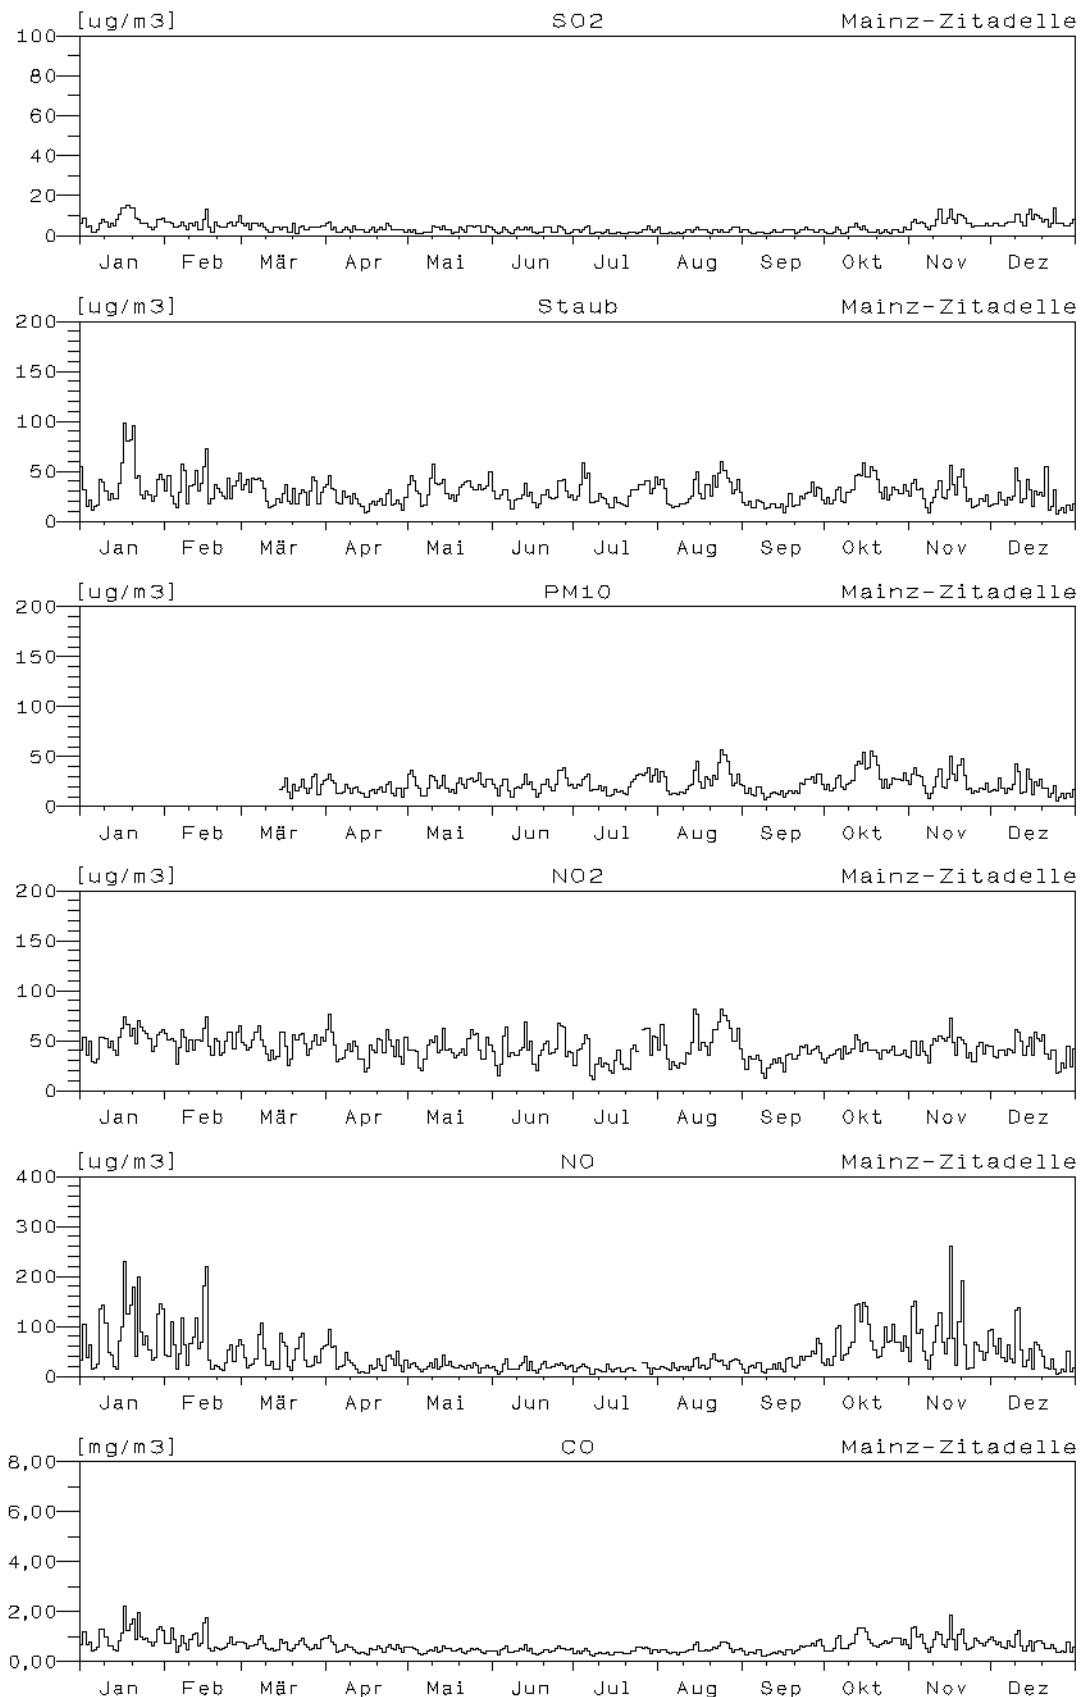 [ug/m3] SO2 Mainz-Zitadelle
100
80
60
40
20
0
Jan Feb Mär Apr Mai Jun Jul Aug Sep Okt Nov Dez
[ug/m3] Staub Mainz-Zitadelle
200
150
100
50
0
Jan Feb Mär Apr Mai Jun Jul Aug Sep Okt Nov Dez
[ug/m3] PM10 Mainz-Zitadelle
200
150
100
50
0
Jan Feb Mär Apr Mai Jun Jul Aug Sep Okt Nov Dez
[ug/m3] NO2 Mainz-Zitadelle
200
150
100
50
0
Jan Feb Mär Apr Mai Jun Jul Aug Sep Okt Nov Dez
[ug/m3] NO Mainz-Zitadelle
400
300
200
100
0
Jan Feb Mär Apr Mai Jun Jul Aug Sep Okt Nov Dez
[mg/m3] CO Mainz-Zitadelle
8,00
6,00
4,00
2,00
0,00
Jan Feb Mär Apr Mai Jun Jul Aug Sep Okt Nov Dez